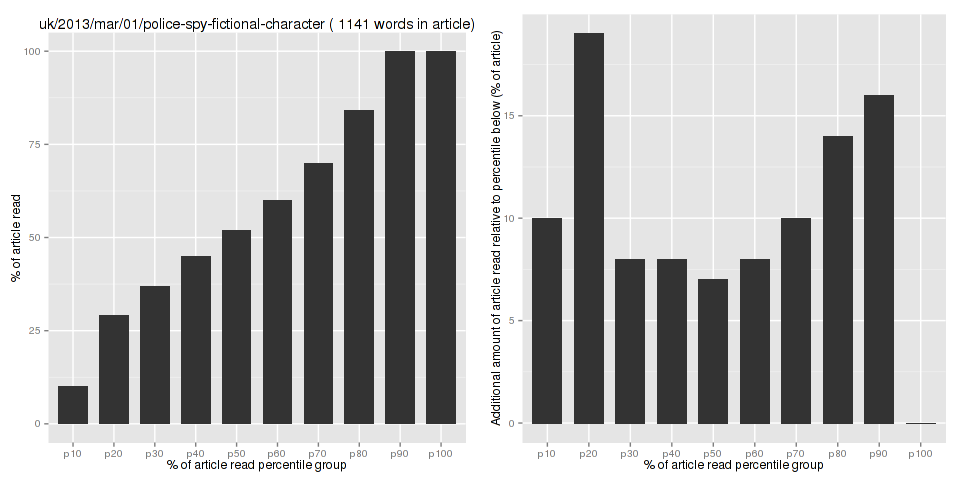 uk/2013/mar/01/police-spy-fictional-character ( 1141 words in article)
100
75
50
25
0
% of article read
p10 p20 p30 p40 p50 p60 p70 p80 p90 p100
% of article read percentile group
Additional amount of article read relative to percentile below (% of article)
15
10
5
0
p10 p20 p30 p40 p50 p60 p70 p80 p90 p100
% of article read percentile group